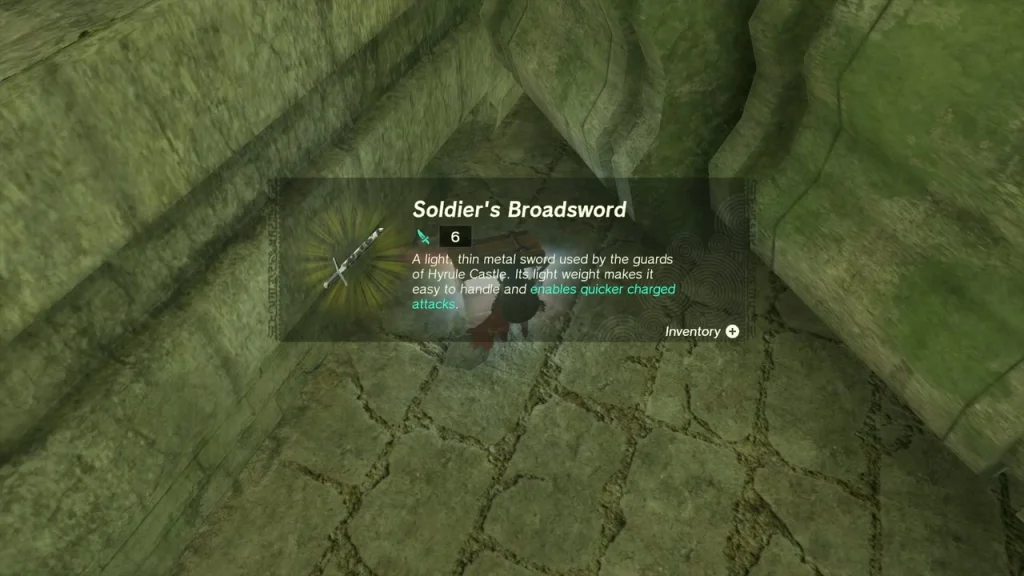 Soldier's Broadsword
6
A light, thin metal sword used by the guards
of Hyrule Castle. Its light weight makes it
easy to handle and enables quicker charged
attacks.
Inventory